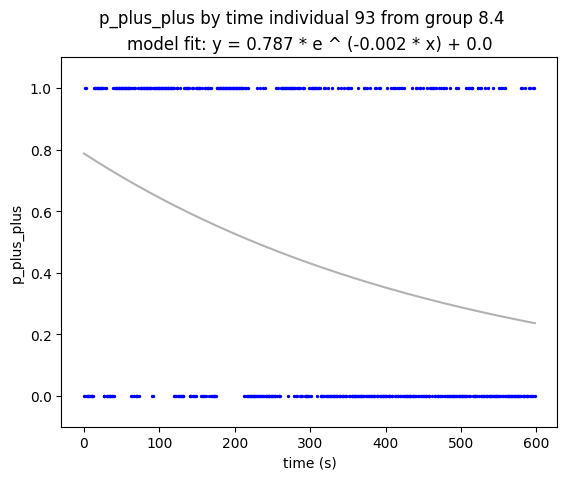 p_plus_plus by time individual 93 from group 8.4
model fit: y = 0.787 * e ^ (-0.002 * x) + 0.0
1.0
0.8
0.6
0.4
0.2
0.0
p_plus_plus
0 100 200 300 400 500 600
time (s)